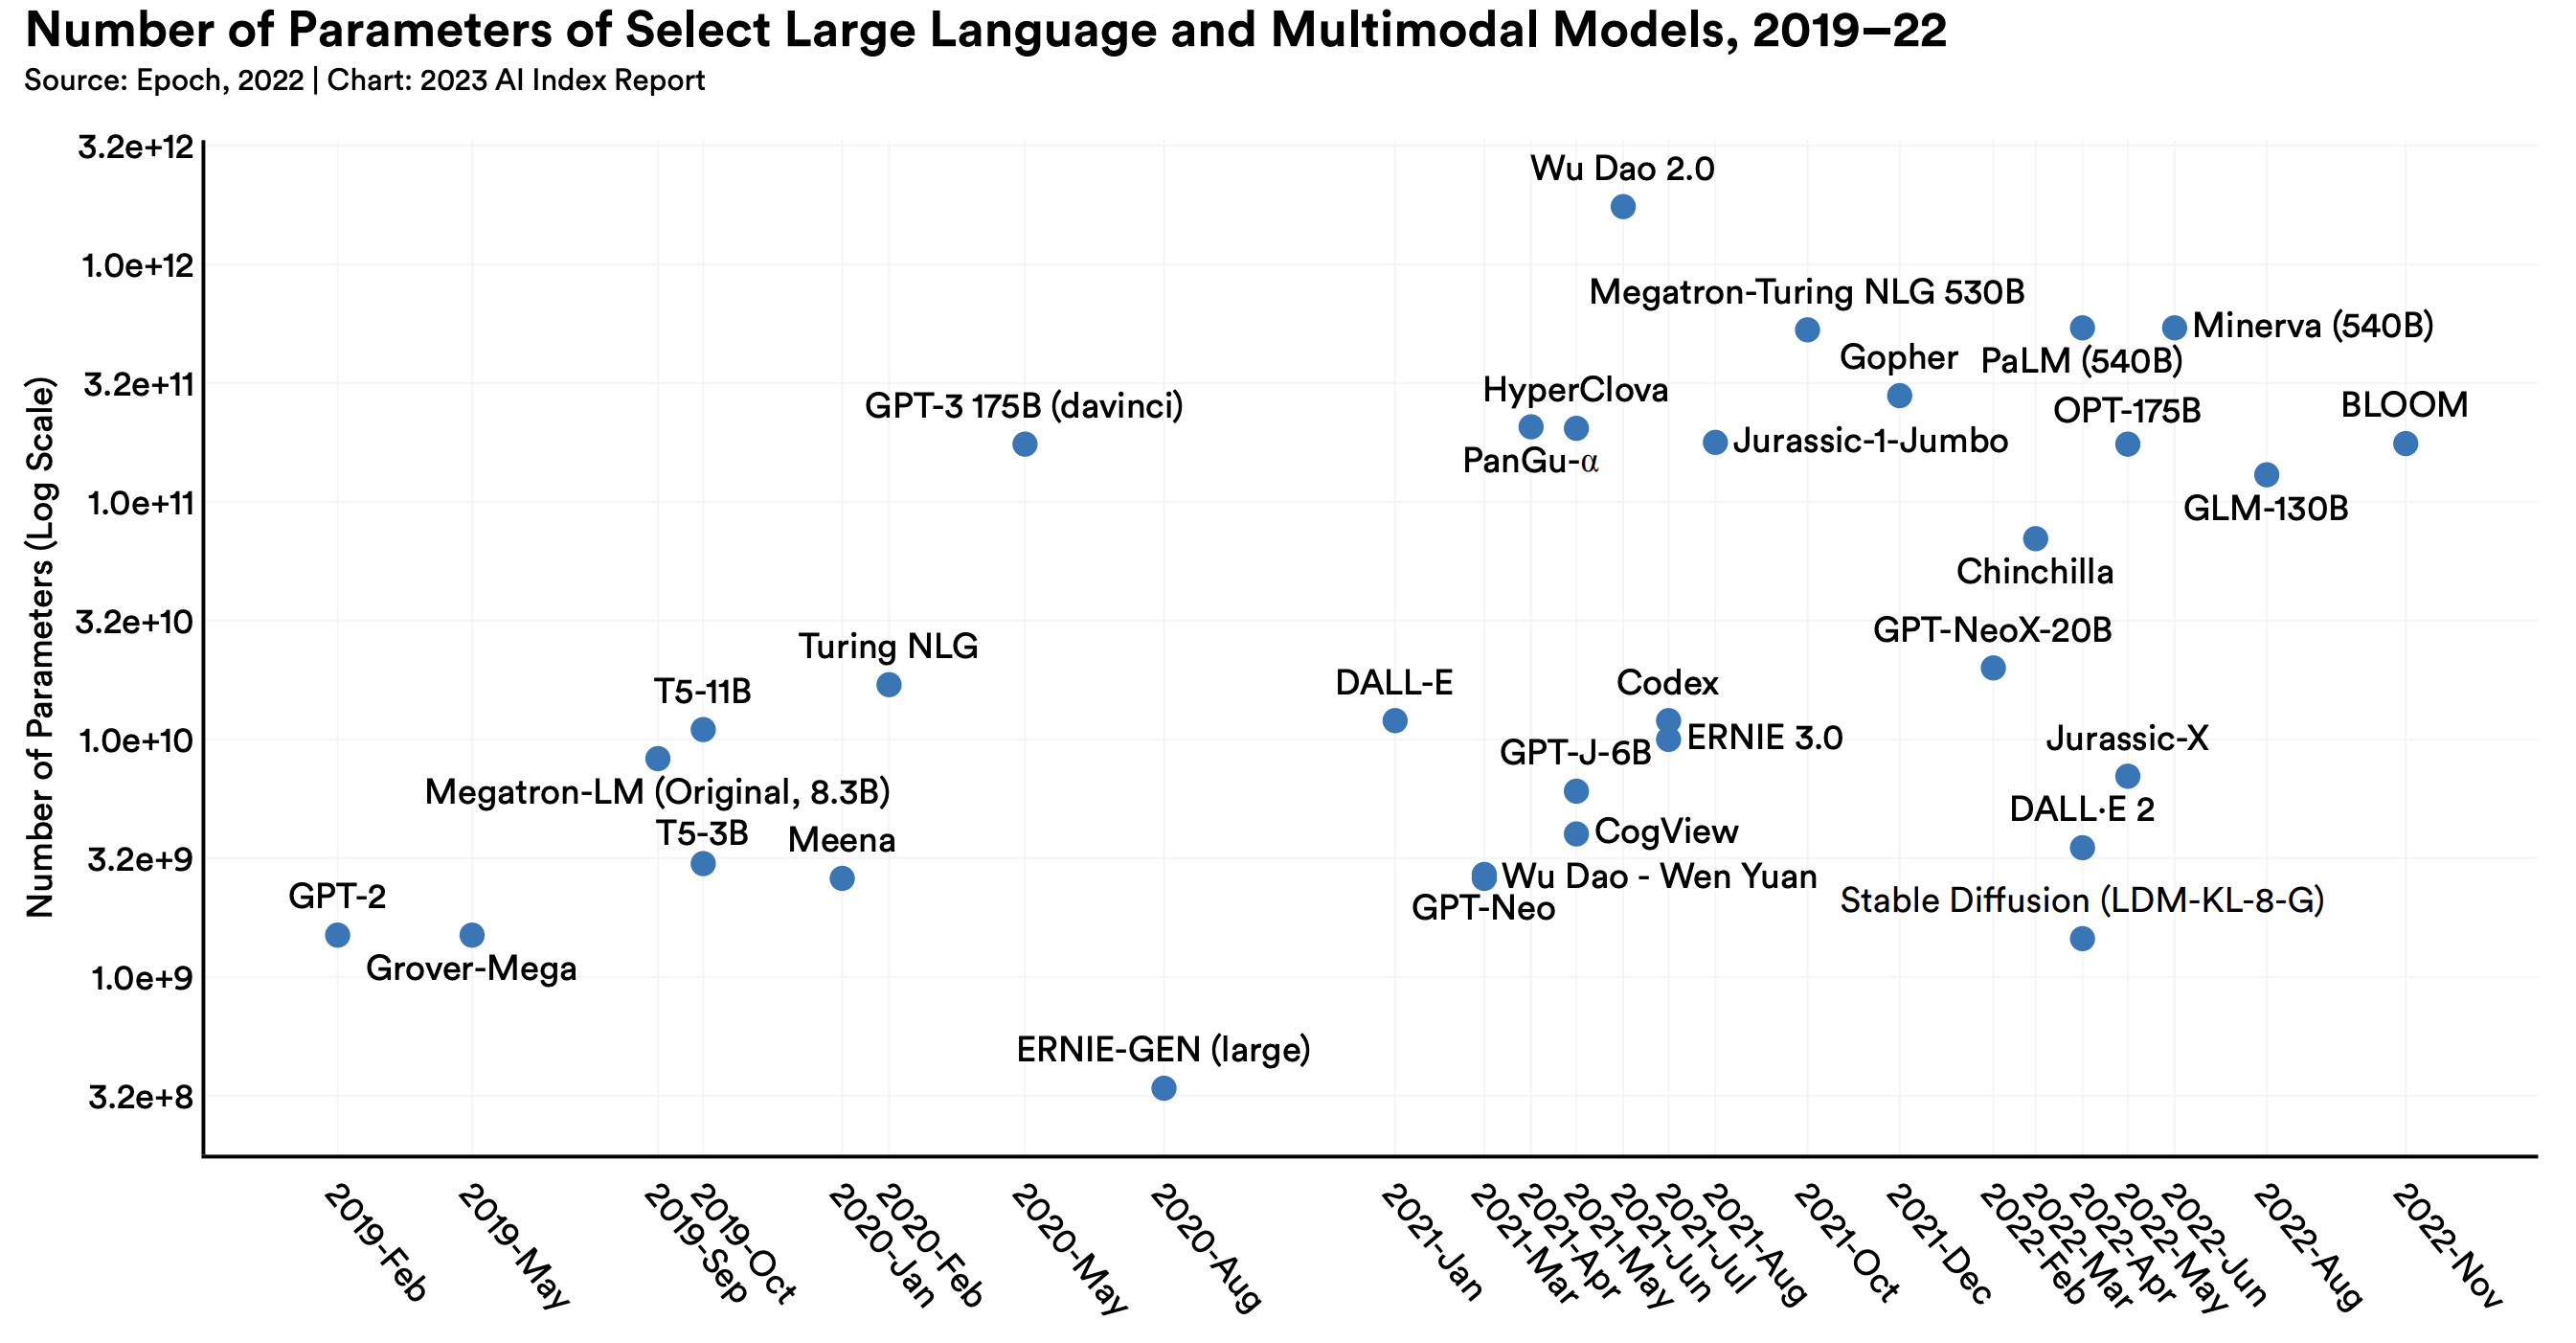 Number of Parameters of Select Large Language and Multimodal Models, 2019–22
Source: Epoch, 2022 | Chart: 2023 AI Index Report
Number of Parameters (Log Scale)
3.2e+12
1.0e+12
3.2e+11
1.0e+11
3.2e+10
1.0e+10
3.2e+9
1.0e+9
3.2e+8
Wu Dao 2.0
Megatron-Turing NLG 530B
Minerva (540B)
Gopher
PaLM (540B)
HyperClova
GPT-3 175B (davinci)
OPT-175B
BLOOM
Jurassic-1-Jumbo
PanGu-α
GLM-130B
Chinchilla
GPT-NeoX-20B
Turing NLG
T5-11B
DALL-E
Codex
ERNIE 3.0
Jurassic-X
GPT-J-6B
Megatron-LM (Original, 8.3B)
DALL·E 2
T5-3B
Meena
CogView
Wu Dao - Wen Yuan
GPT-2
GPT-Neo
Stable Diffusion (LDM-KL-8-G)
Grover-Mega
ERNIE-GEN (large)
2019-Feb
2019-May
2019-Sep
2019-Oct
2020-Jan
2020-Feb
2020-May
2020-Aug
2021-Jan
2021-Mar
2021-Apr
2021-May
2021-Jun
2021-Jul
2021-Aug
2021-Oct
2021-Dec
2022-Feb
2022-Mar
2022-Apr
2022-May
2022-Jun
2022-Aug
2022-Nov